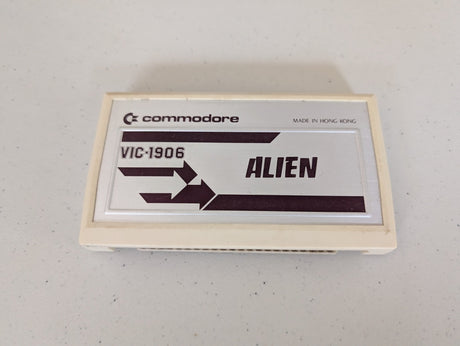 commodore MADE IN HONG KONG
VIC-1906
ALIEN